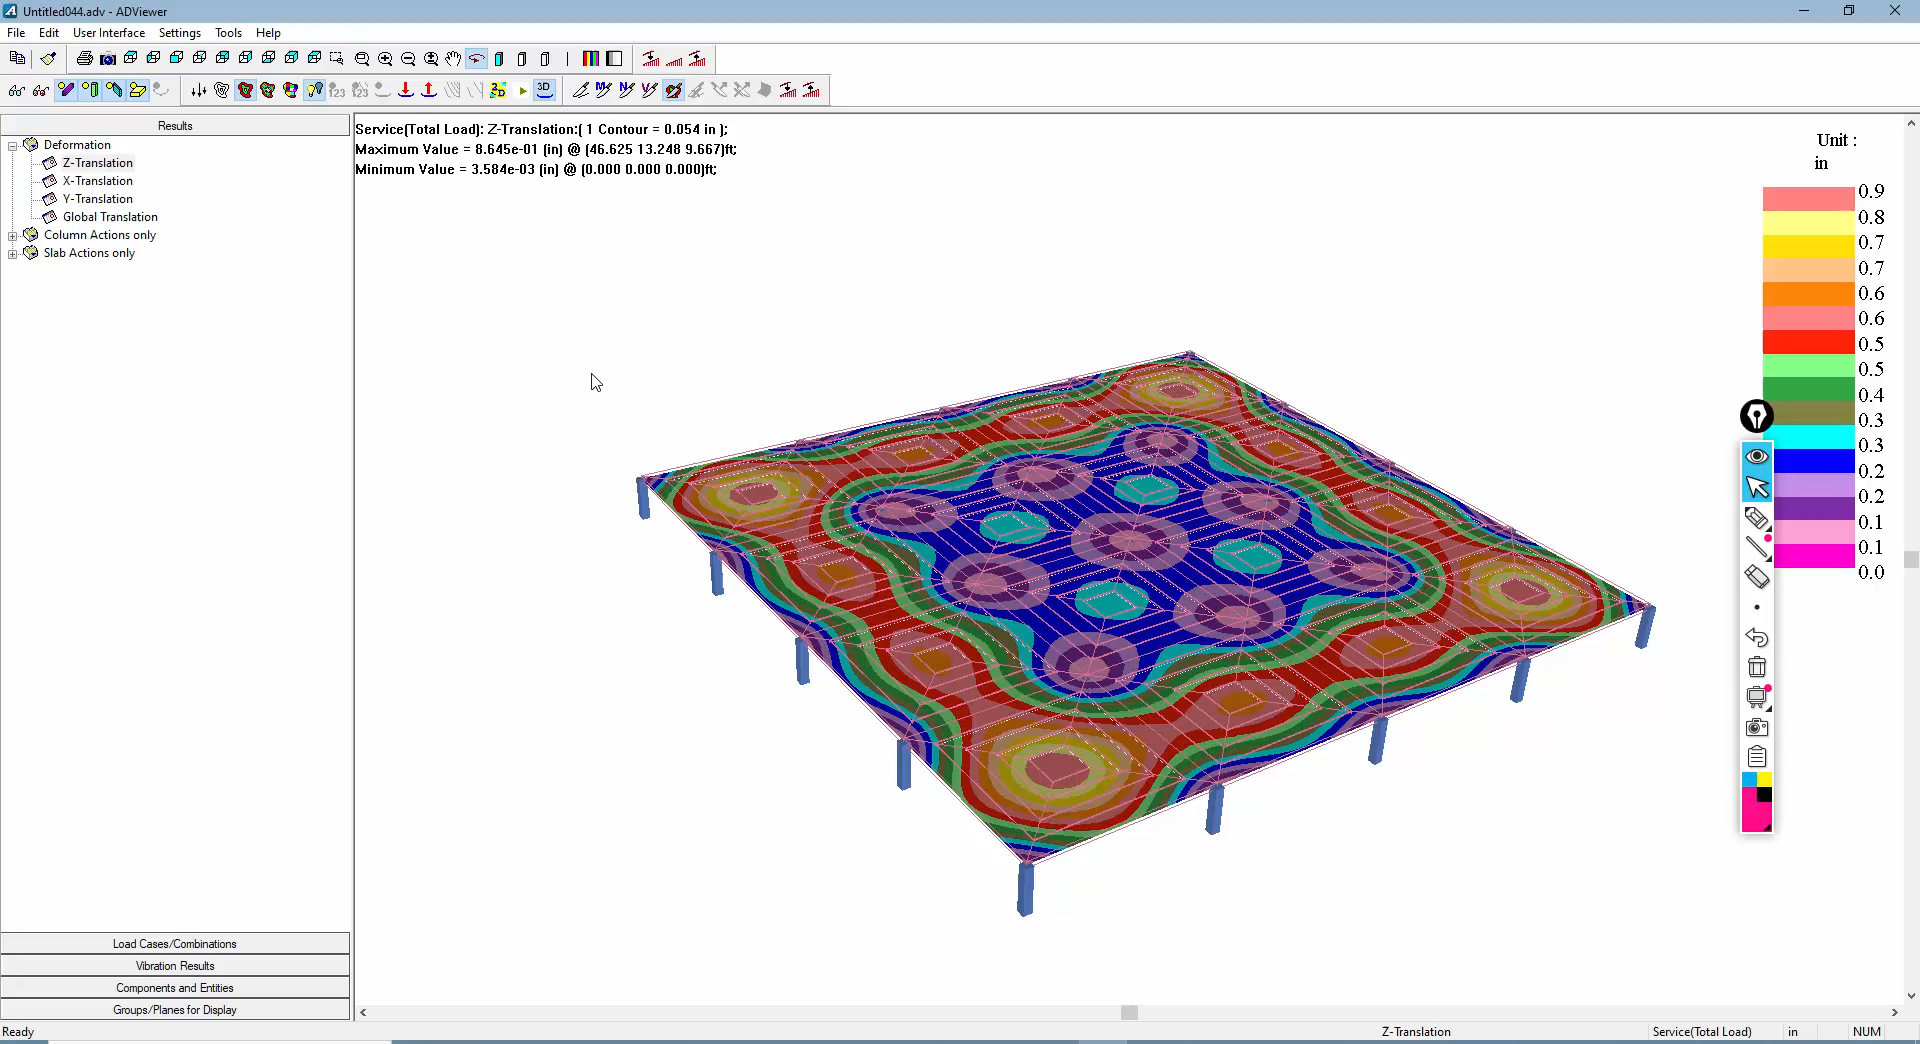 Untitled044.adv - ADViewer
File Edit User Interface Settings Tools Help
123 123 2D 3D M N V
Results
Deformation
Z-Translation
X-Translation
Y-Translation
Global Translation
Column Actions only
Slab Actions only
Load Cases/Combinations
Vibration Results
Components and Entities
Groups/Planes for Display
Service(Total Load): Z-Translation:( 1 Contour = 0.054 in );
Maximum Value = 8.645e-01 (in) @ (46.625 13.248 9.667)ft;
Minimum Value = 3.584e-03 (in) @ (0.000 0.000 0.000)ft;
Unit :
in
0.9
0.8
0.7
0.7
0.6
0.6
0.5
0.5
0.4
0.3
0.3
0.2
0.2
0.1
0.1
0.0
Ready
Z-Translation
Service(Total Load)
in
NUM